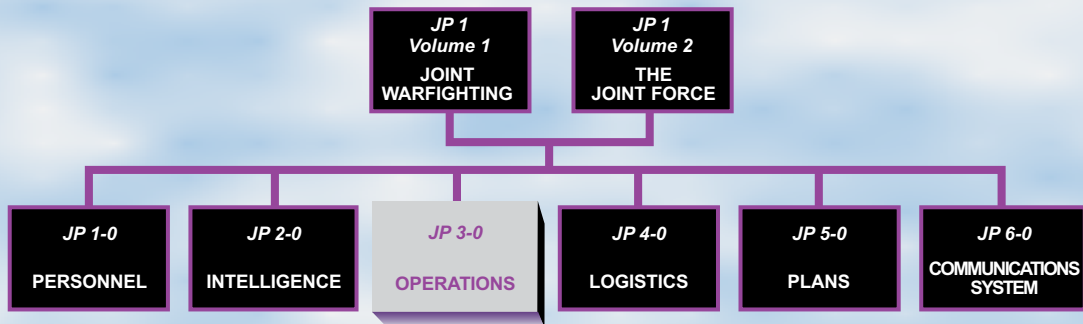 JP 1
Volume 1
JOINT
WARFIGHTING
JP 1
Volume 2
THE
JOINT FORCE
JP 1-0
PERSONNEL
JP 2-0
INTELLIGENCE
JP 3-0
OPERATIONS
JP 4-0
LOGISTICS
JP 5-0
PLANS
JP 6-0
COMMUNICATIONS
SYSTEM